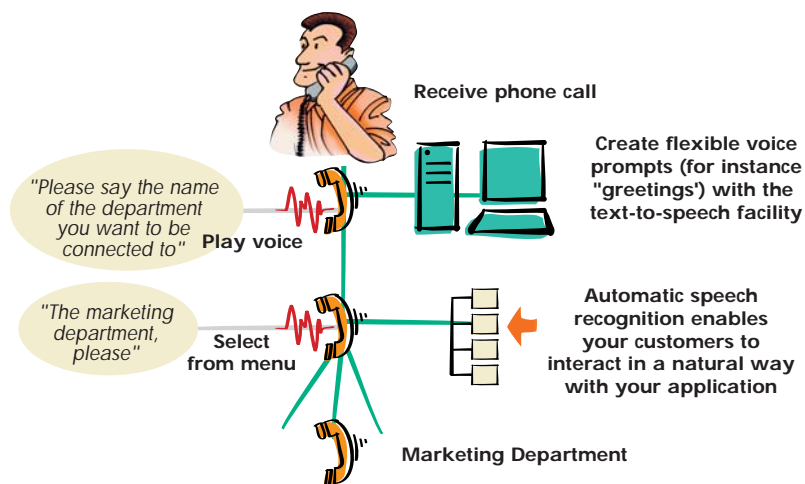 Receive phone call
Create flexible voice
prompts (for instance
"greetings') with the
text-to-speech facility
"Please say the name
of the department
you want to be
connected to"
Play voice
"The marketing
department,
please"
Select
from menu
Automatic speech
recognition enables
your customers to
interact in a natural way
with your application
Marketing Department